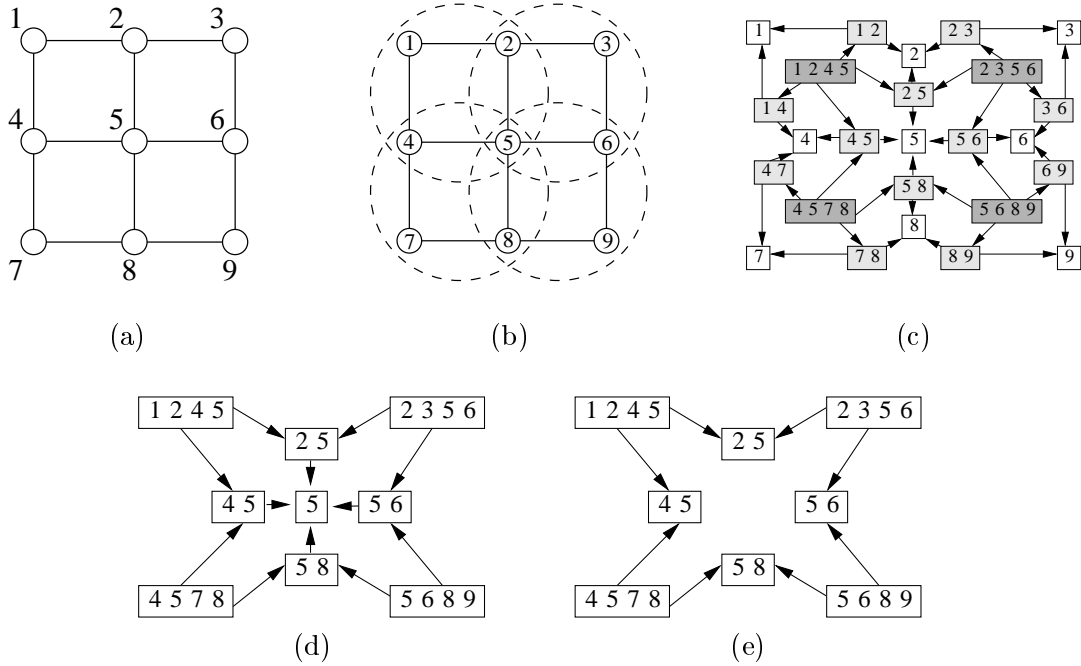 1 2 3
4 5 6
7 8 9
(a)
1 2 3
4 5 6
7 8 9
(b)
1 1 2 2 3 3
2
1 2 4 5 2 3 5 6
2 5
1 4 3 6
4 4 5 5 5 6 6
4 7 6 9
5 8
4 5 7 8 5 6 8 9
8
7 7 8 8 9 9
(c)
1 2 4 5 2 3 5 6
2 5
4 5 5 5 6
5 8
4 5 7 8 5 6 8 9
(d)
1 2 4 5 2 3 5 6
2 5
4 5 5 6
5 8
4 5 7 8 5 6 8 9
(e)